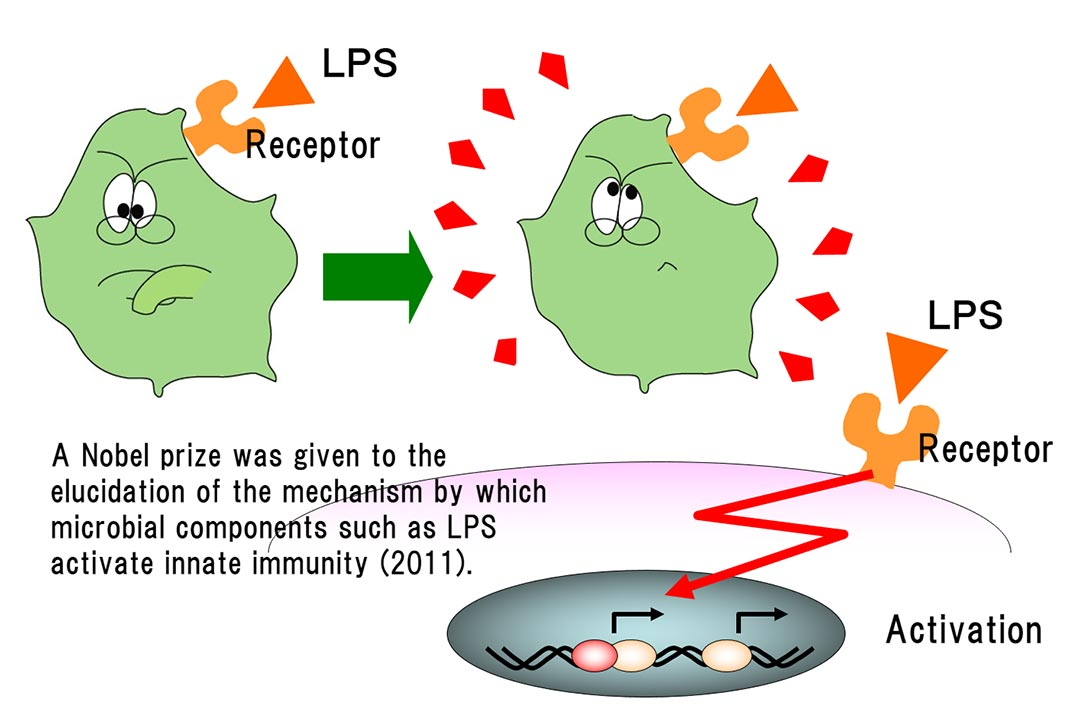 LPS
Receptor
LPS
Receptor
A Nobel prize was given to the
elucidation of the mechanism by which
microbial components such as LPS
activate innate immunity (2011).
Activation